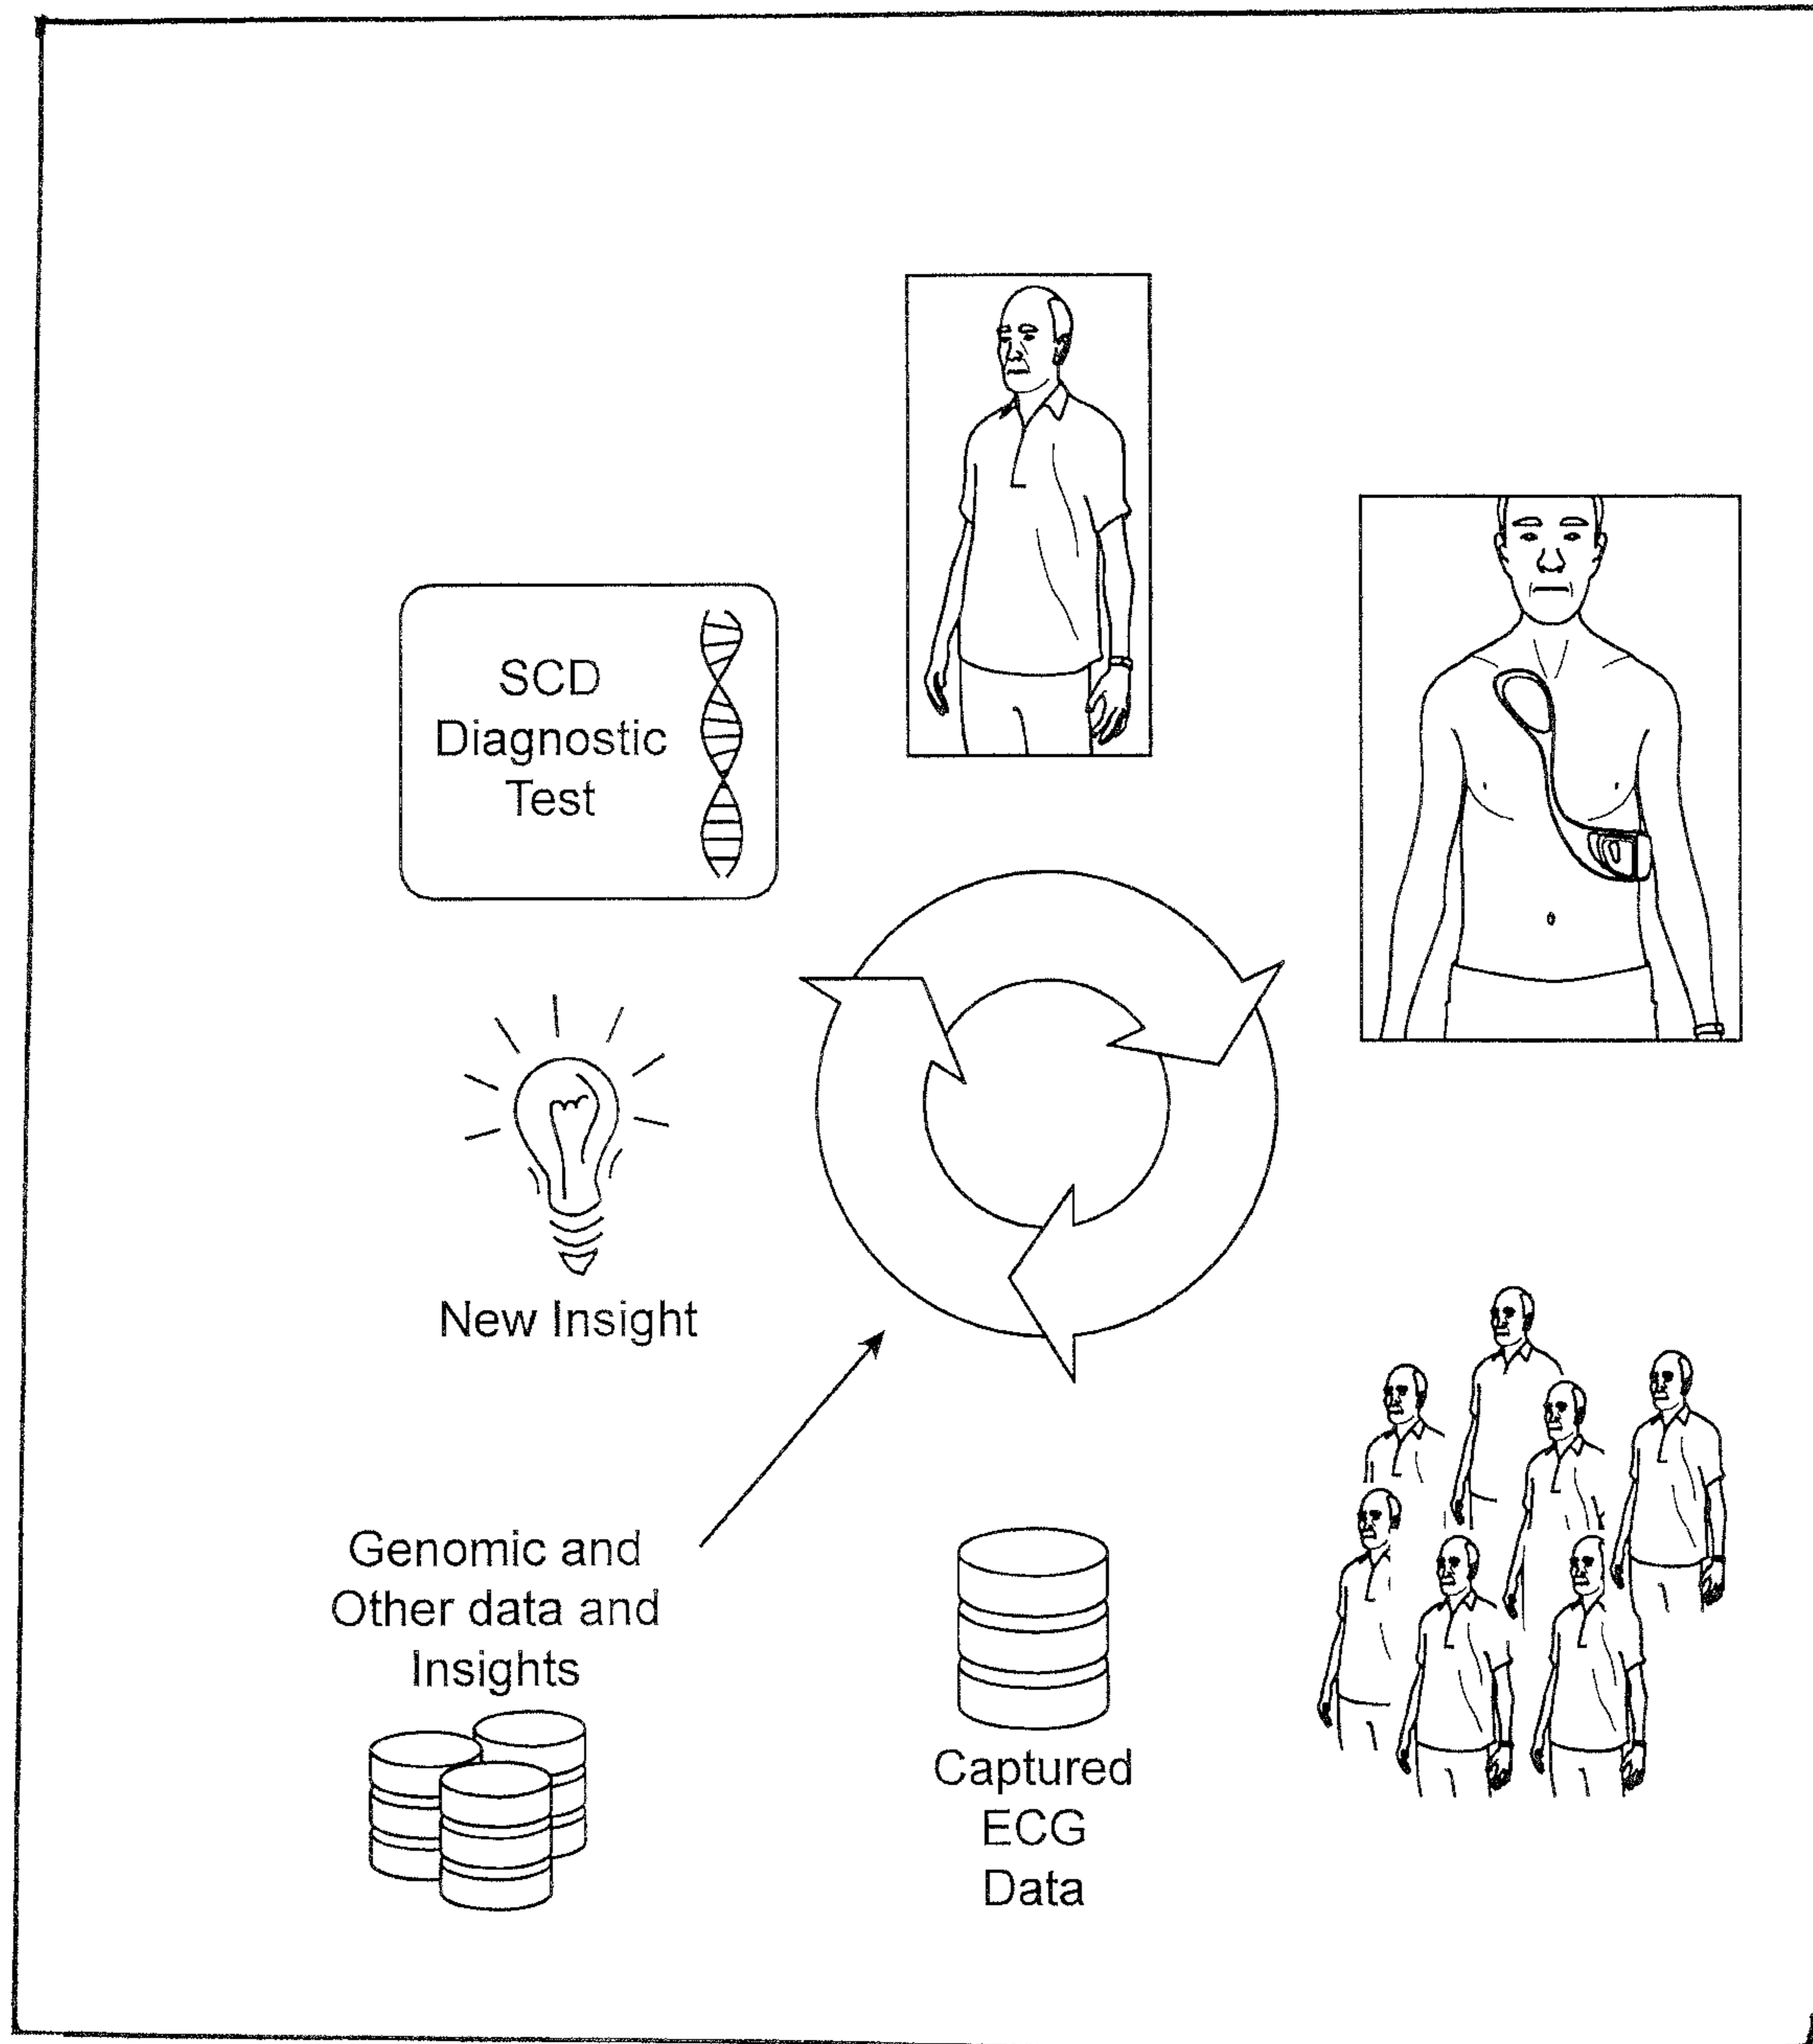 SCD
Diagnostic
Test
New Insight
Genomic and
Other data and
Insights
Captured
ECG
Data